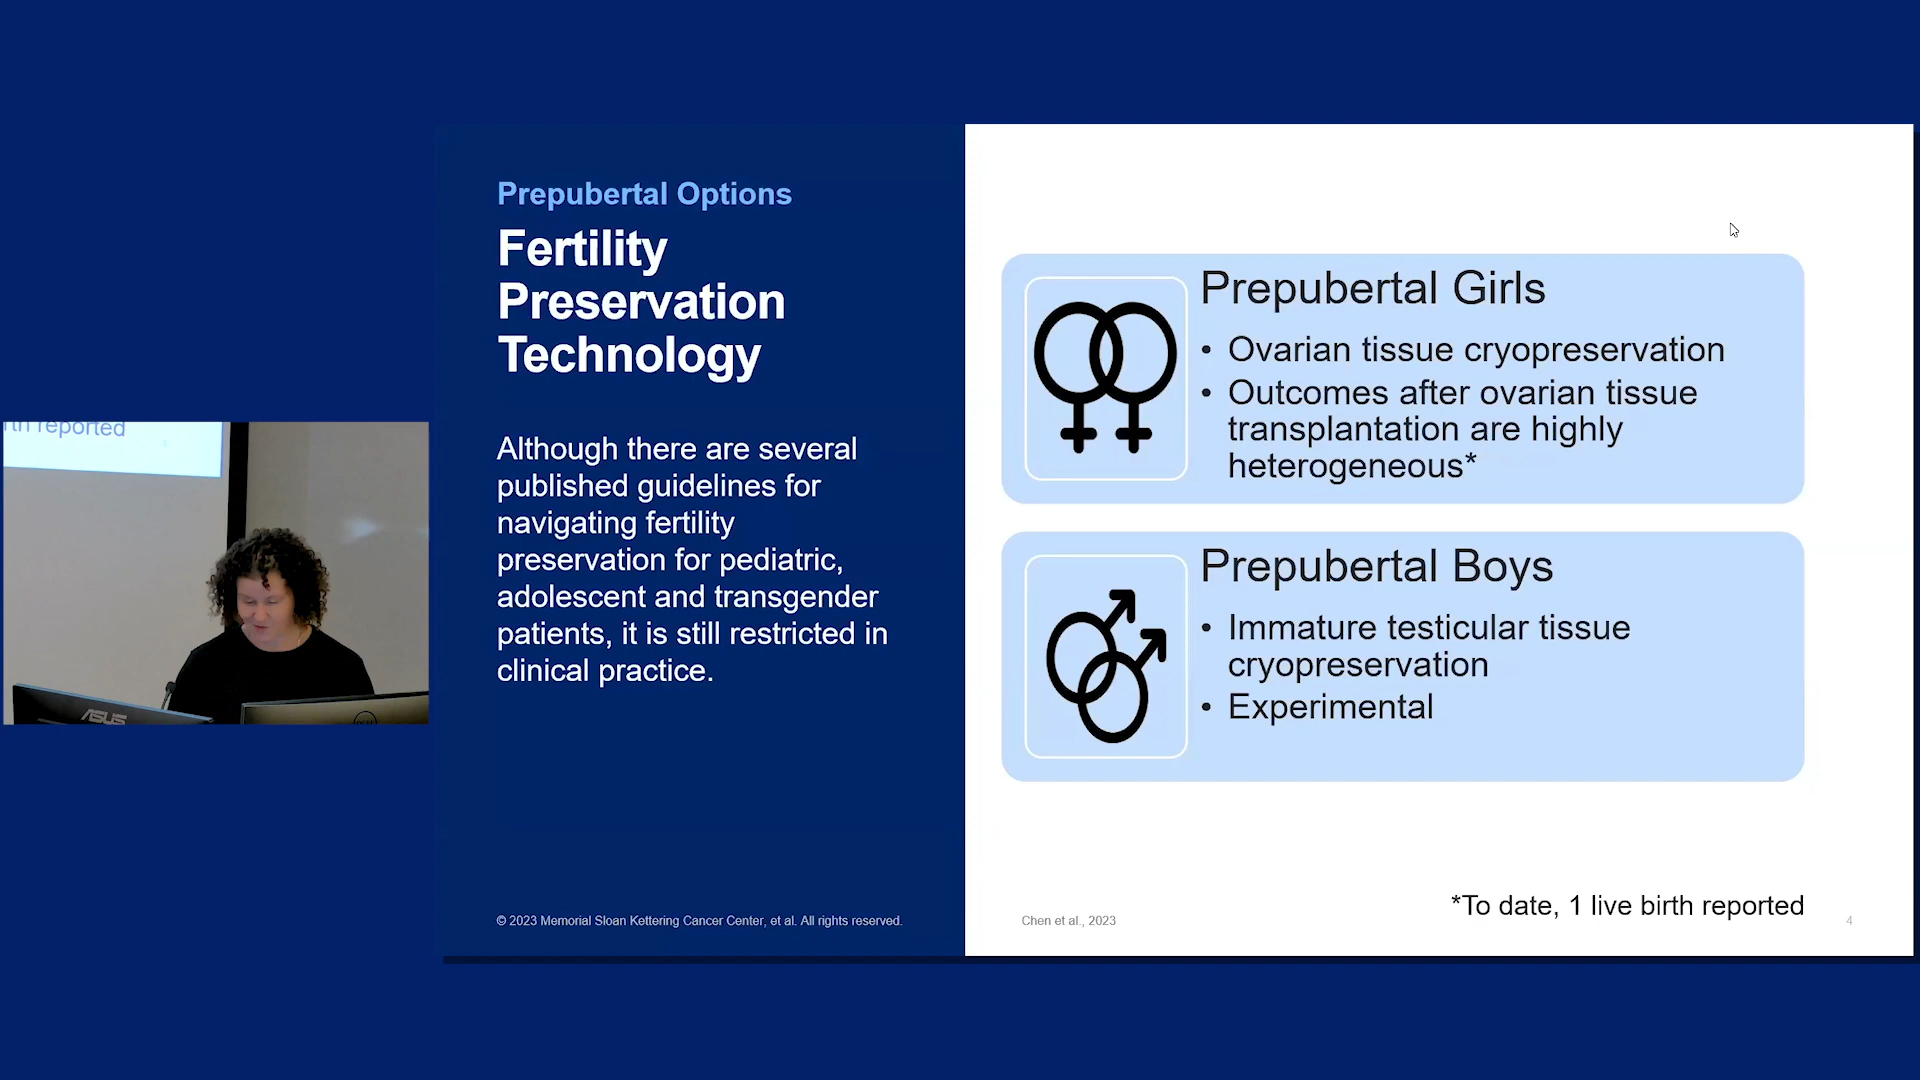 Prepubertal Options
Fertility
Preservation
Technology
Although there are several
published guidelines for
navigating fertility
preservation for pediatric,
adolescent and transgender
patients, it is still restricted in
clinical practice.
© 2023 Memorial Sloan Kettering Cancer Center, et al. All rights reserved.
Prepubertal Girls
• Ovarian tissue cryopreservation
• Outcomes after ovarian tissue
transplantation are highly
heterogeneous*
Prepubertal Boys
• Immature testicular tissue
cryopreservation
• Experimental
*To date, 1 live birth reported
Chen et al., 2023
4
reported
ASUS
DELL